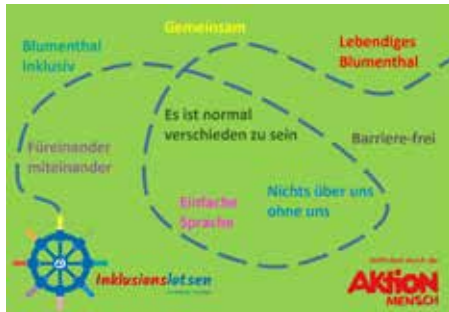 Gemeinsam
Blumenthal
Inklusiv
Lebendiges
Blumenthal
Es ist normal
verschieden zu sein
Barriere-frei
Füreinander
miteinander
Einfache
Sprache
Nichts über uns
ohne uns
Inklusionslotsen
AKTION
MENSCH